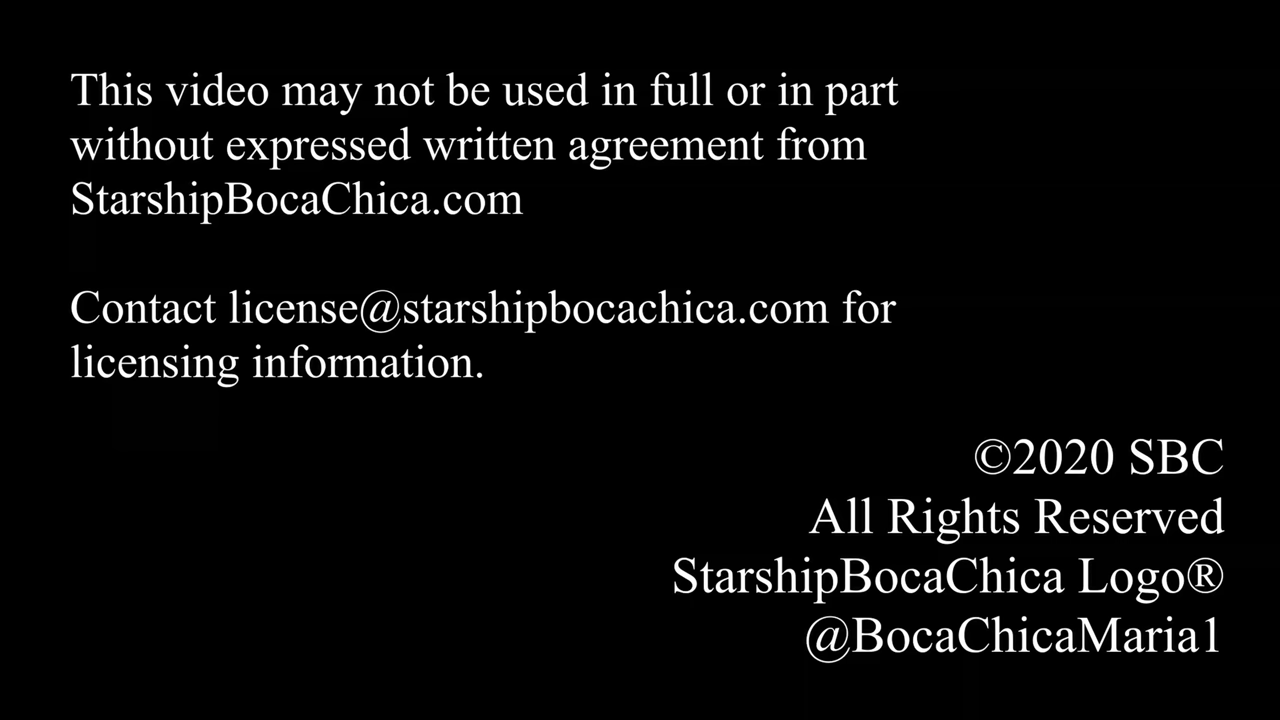 This video may not be used in full or in part
without expressed written agreement from
StarshipBocaChica.com
Contact license@starshipbocachica.com for
licensing information.
©2020 SBC
All Rights Reserved
StarshipBocaChica Logo®
@BocaChicaMaria1